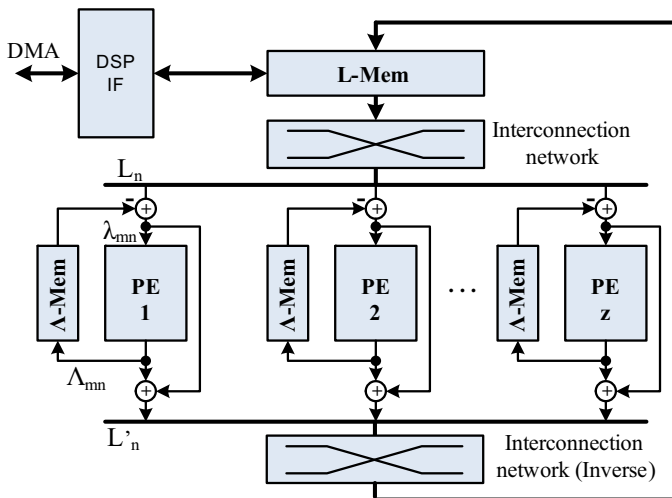 DMA
DSP
IF
L-Mem
Interconnection
network
Ln
λmn
Λ-Mem
PE
1
Λ-Mem
PE
2
...
Λ-Mem
PE
z
Λmn
L'n
Interconnection
network (Inverse)